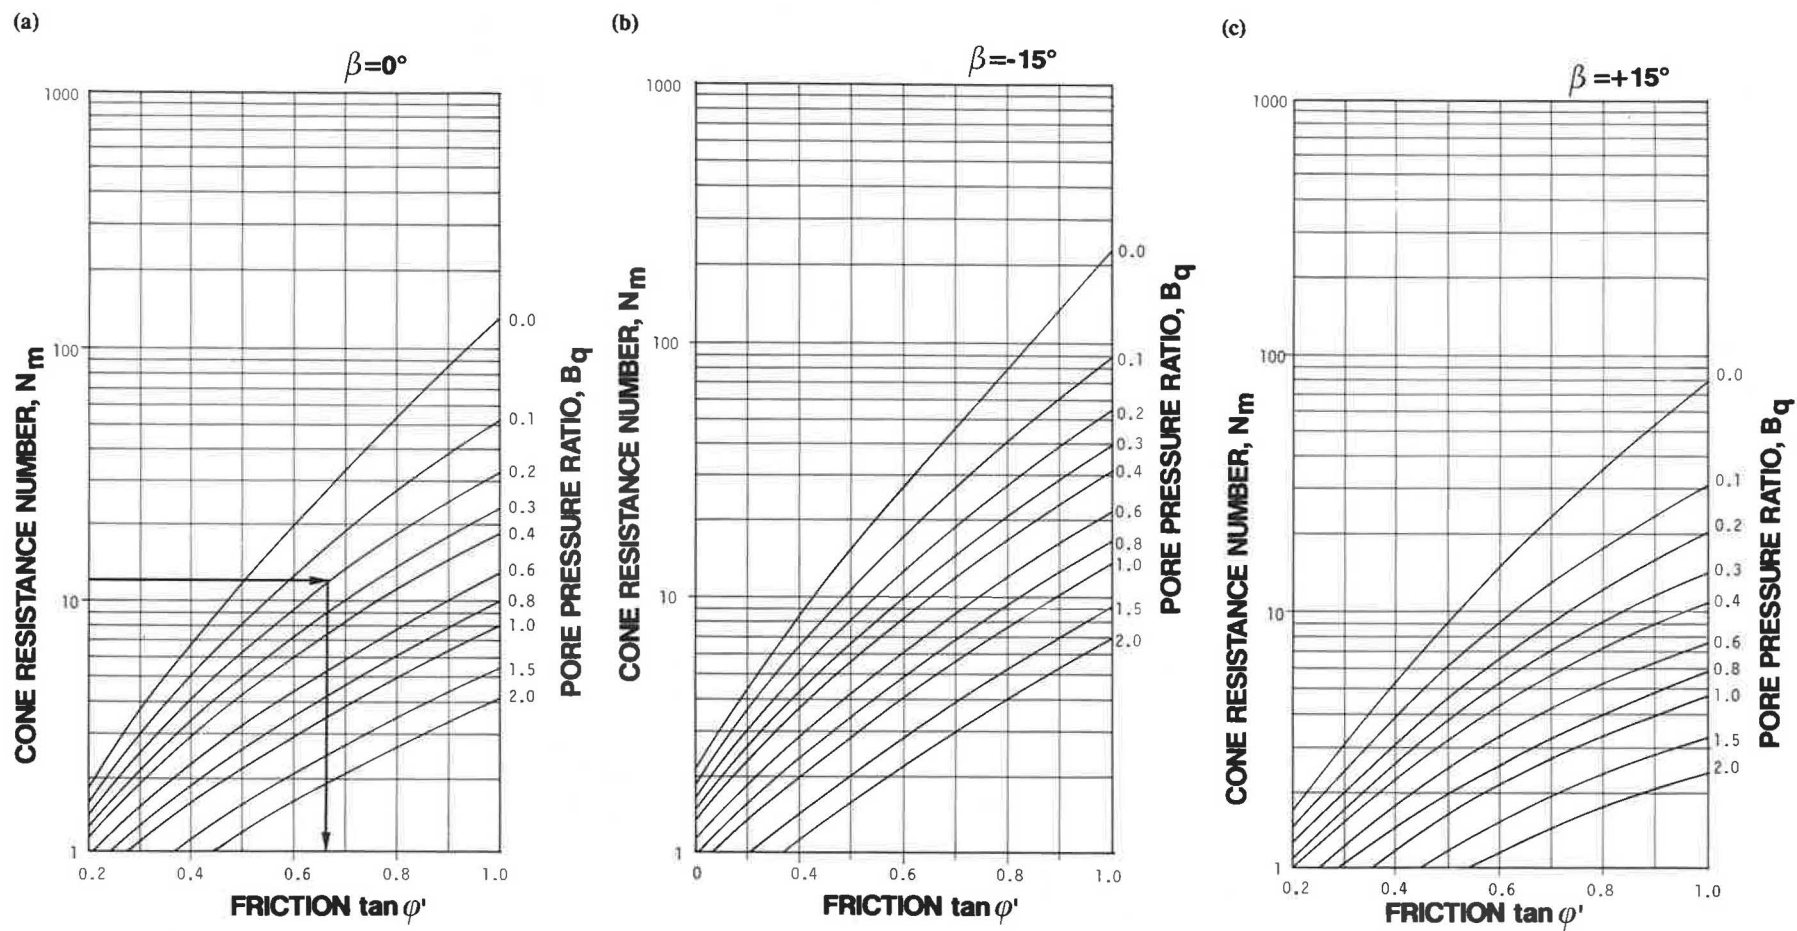 (a)
β=0°
1000
100
10
1
CONE RESISTANCE NUMBER, Nm
0.0
0.1
0.2
0.3
0.4
0.6
0.8
1.0
1.5
2.0
PORE PRESSURE RATIO, Bq
0.2 0.4 0.6 0.8 1.0
FRICTION tan φ'
(b)
β=-15°
1000
100
10
1
CONE RESISTANCE NUMBER, Nm
0.0
0.1
0.2
0.3
0.4
0.6
0.8
1.0
1.5
2.0
PORE PRESSURE RATIO, Bq
0 0.4 0.6 0.8 1.0
FRICTION tan φ'
(c)
β=+15°
1000
100
10
1
CONE RESISTANCE NUMBER, Nm
0.0
0.1
0.2
0.3
0.4
0.6
0.8
1.0
1.5
2.0
PORE PRESSURE RATIO, Bq
0.2 0.4 0.6 0.8 1.0
FRICTION tan φ'